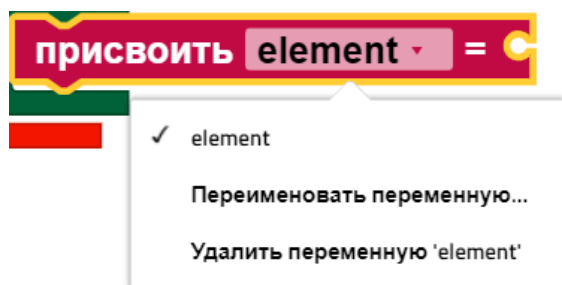 присвоить element =
element
Переименовать переменную...
Удалить переменную 'element'